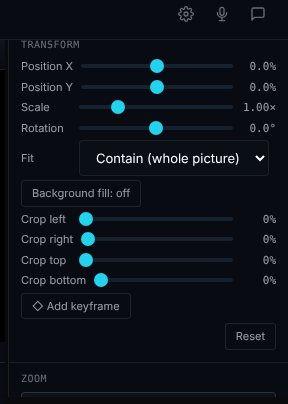 TRANSFORM
Position X 0.0%
Position Y 0.0%
Scale 1.00×
Rotation 0.0°
Fit Contain (whole picture)
Background fill: off
Crop left 0%
Crop right 0%
Crop top 0%
Crop bottom 0%
◇ Add keyframe
Reset
ZOOM